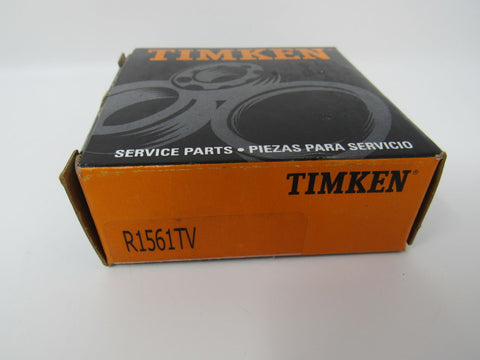 TIMKEN
SERVICE PARTS • PIEZAS PARA SERVICIO
TIMKEN®
R1561TV